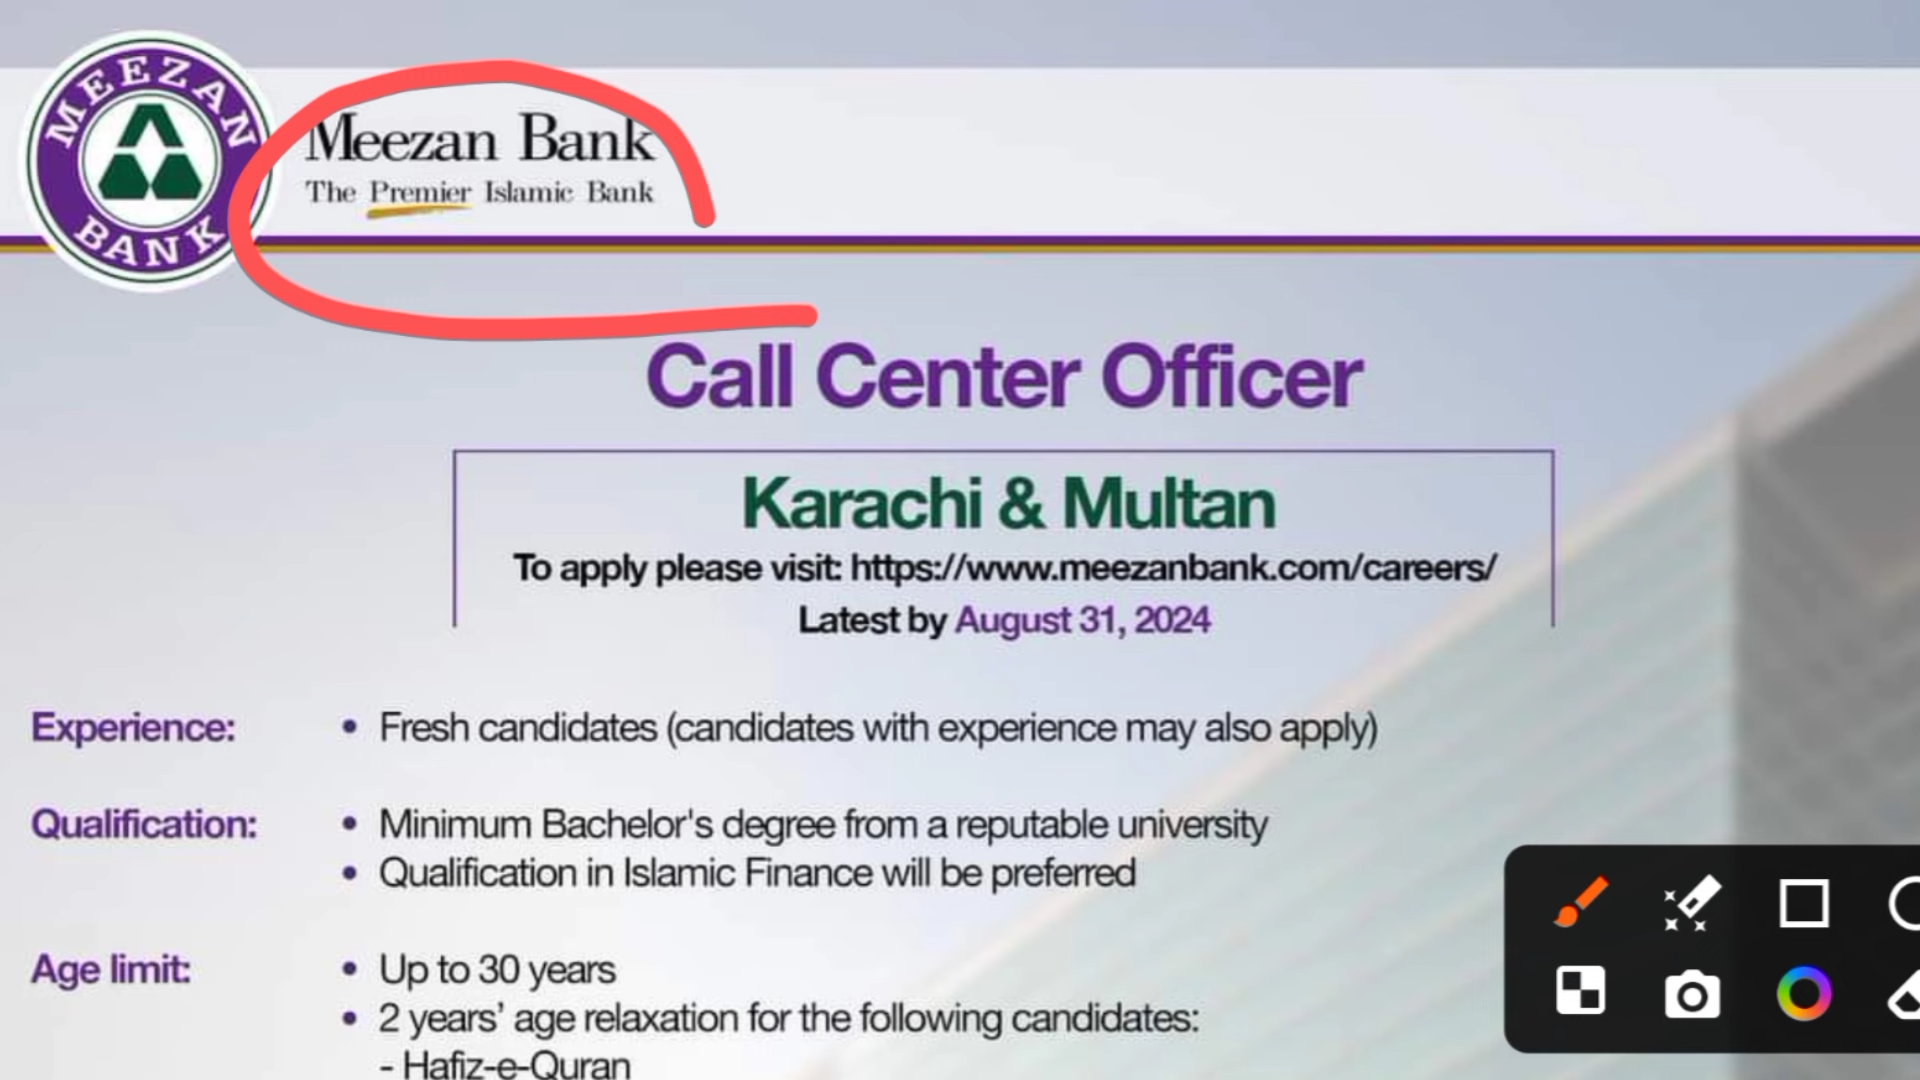 MEEZAN BANK
Meezan Bank
The Premier Islamic Bank
Call Center Officer
Karachi & Multan
To apply please visit: https://www.meezanbank.com/careers/
Latest by August 31, 2024
Experience:
• Fresh candidates (candidates with experience may also apply)
Qualification:
• Minimum Bachelor's degree from a reputable university
• Qualification in Islamic Finance will be preferred
Age limit:
• Up to 30 years
• 2 years’ age relaxation for the following candidates:
- Hafiz-e-Quran